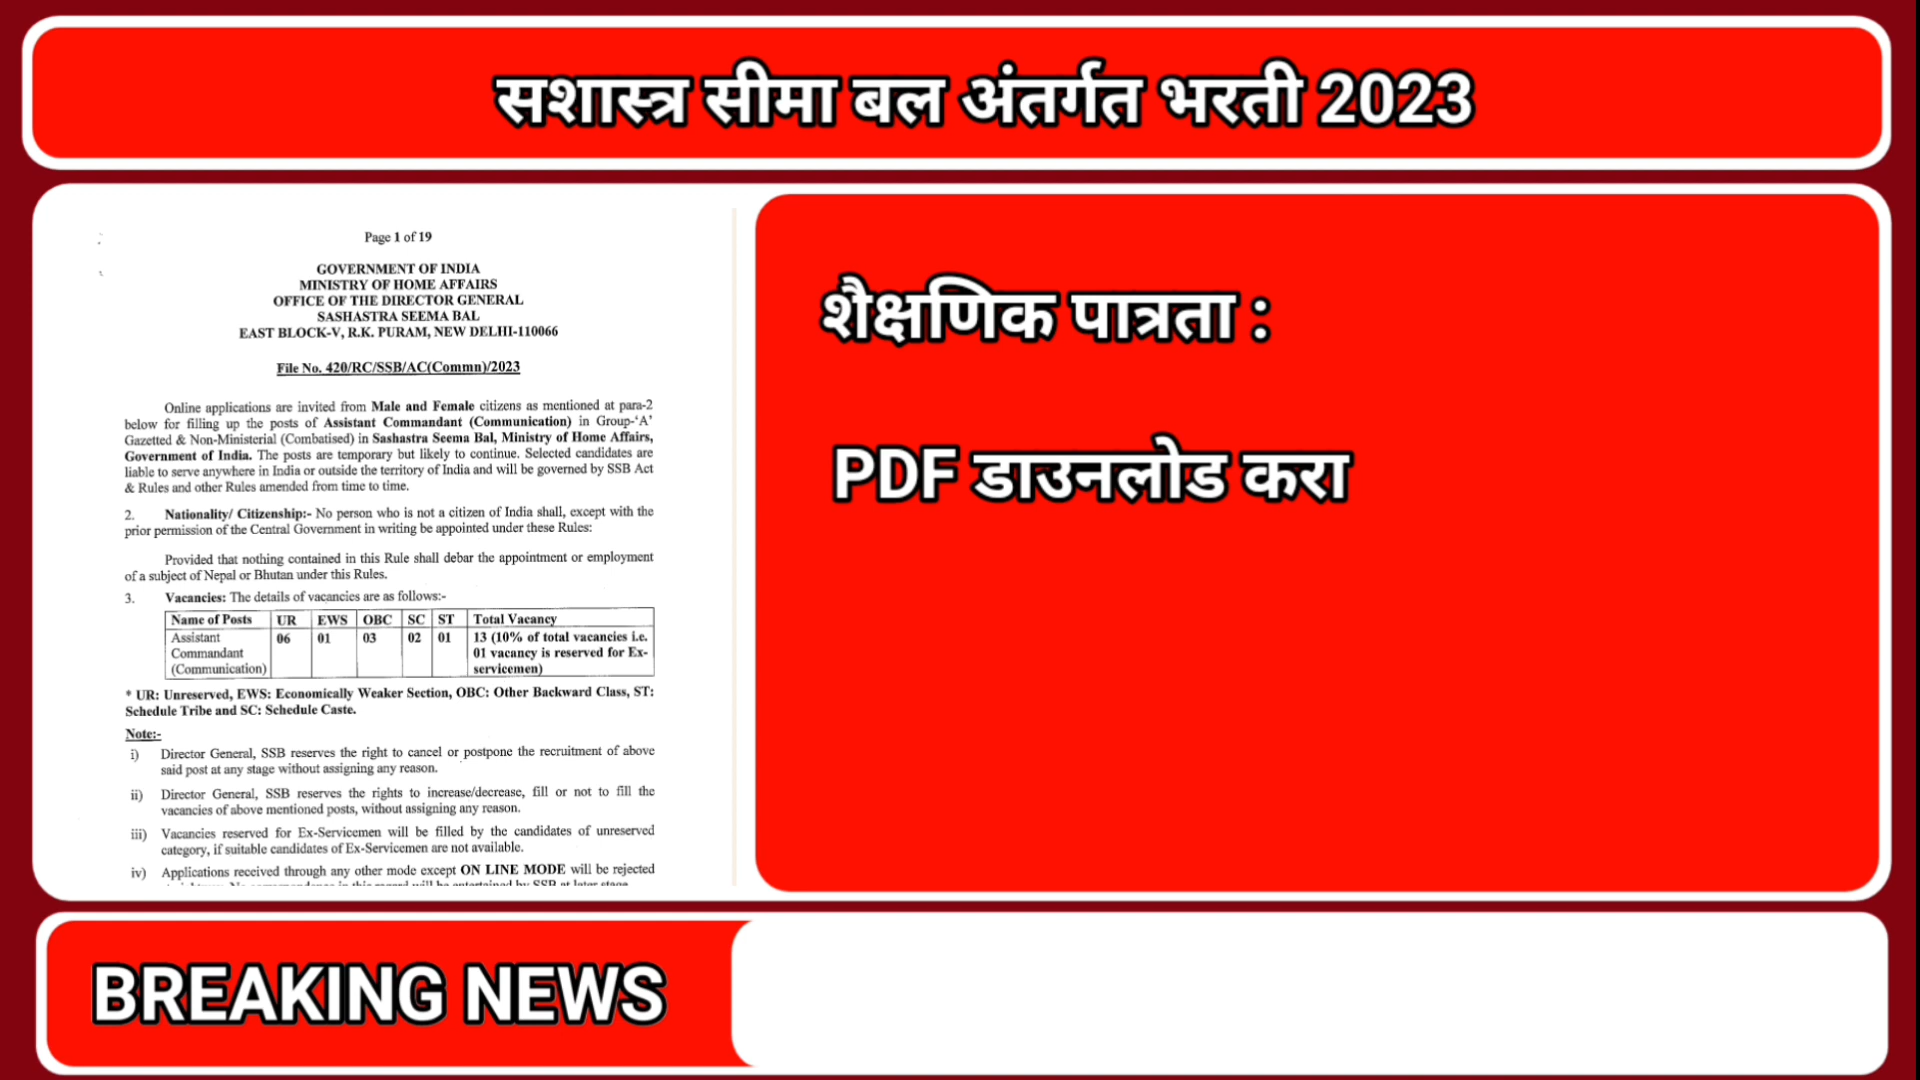 सशास्त्र सीमा बल अंतर्गत भरती 2023
Page 1 of 19
GOVERNMENT OF INDIA
MINISTRY OF HOME AFFAIRS
OFFICE OF THE DIRECTOR GENERAL
SASHASTRA SEEMA BAL
EAST BLOCK-V, R.K. PURAM, NEW DELHI-110066
File No. 420/RC/SSB/AC(Commn)/2023
Online applications are invited from Male and Female citizens as mentioned at para-2
below for filling up the posts of Assistant Commandant (Communication) in Group-‘A’
Gazetted & Non-Ministerial (Combatised) in Sashastra Seema Bal, Ministry of Home Affairs,
Government of India. The posts are temporary but likely to continue. Selected candidates are
liable to serve anywhere in India or outside the territory of India and will be governed by SSB Act
& Rules and other Rules amended from time to time.
2. Nationality/ Citizenship:- No person who is not a citizen of India shall, except with the
prior permission of the Central Government in writing be appointed under these Rules:
Provided that nothing contained in this Rule shall debar the appointment or employment
of a subject of Nepal or Bhutan under this Rules.
3. Vacancies: The details of vacancies are as follows:-
Name of Posts UR EWS OBC SC ST Total Vacancy
Assistant 06 01 03 02 01 13 (10% of total vacancies i.e.
Commandant 01 vacancy is reserved for Ex-
(Communication) servicemen)
* UR: Unreserved, EWS: Economically Weaker Section, OBC: Other Backward Class, ST:
Schedule Tribe and SC: Schedule Caste.
Note:-
i) Director General, SSB reserves the right to cancel or postpone the recruitment of above
said post at any stage without assigning any reason.
ii) Director General, SSB reserves the rights to increase/decrease, fill or not to fill the
vacancies of above mentioned posts, without assigning any reason.
iii) Vacancies reserved for Ex-Servicemen will be filled by the candidates of unreserved
category, if suitable candidates of Ex-Servicemen are not available.
iv) Applications received through any other mode except ON LINE MODE will be rejected
शैक्षणिक पात्रता :
PDF डाउनलोड करा
BREAKING NEWS